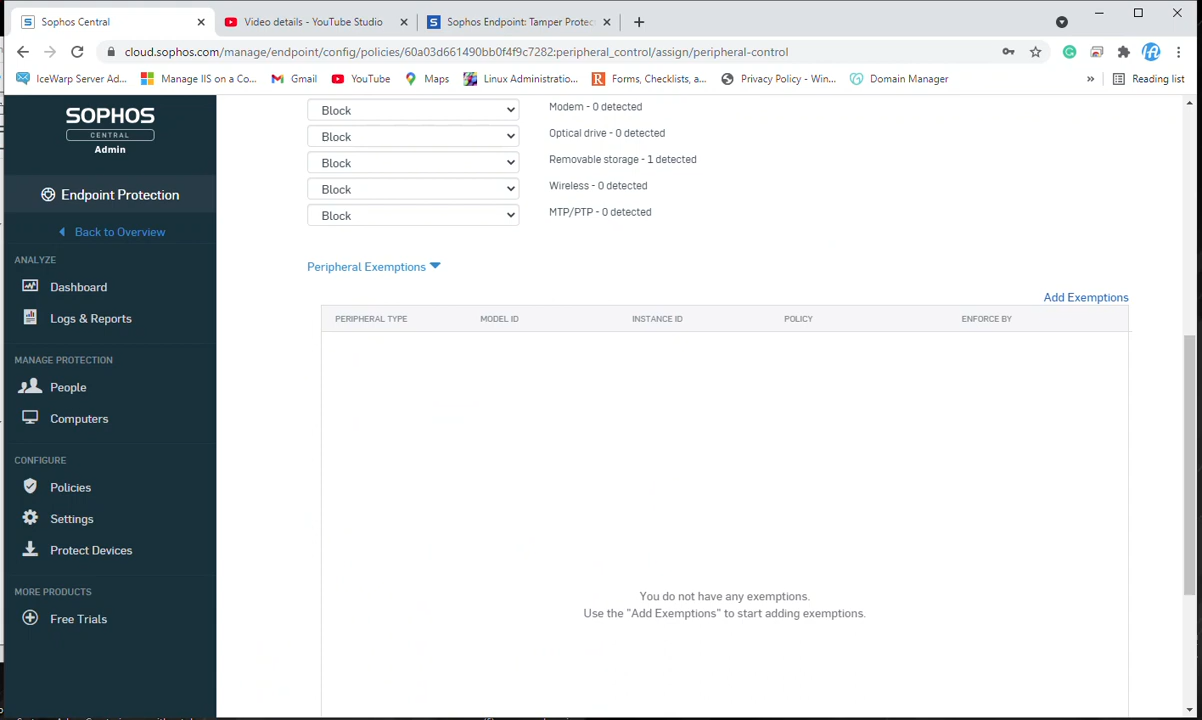 Sophos Central
Video details - YouTube Studio
Sophos Endpoint: Tamper Protec
cloud.sophos.com/manage/endpoint/config/policies/60a03d661490bb0f4f9c7282:peripheral_control/assign/peripheral-control
IceWarp Server Ad...
Manage IIS on a Co...
Gmail
YouTube
Maps
Linux Administratio...
Forms, Checklists, a...
Privacy Policy - Win...
Domain Manager
»
Reading list
SOPHOS
CENTRAL
Admin
Endpoint Protection
Back to Overview
ANALYZE
Dashboard
Logs & Reports
MANAGE PROTECTION
People
Computers
CONFIGURE
Policies
Settings
Protect Devices
MORE PRODUCTS
Free Trials
Block Modem - 0 detected
Block Optical drive - 0 detected
Block Removable storage - 1 detected
Block Wireless - 0 detected
Block MTP/PTP - 0 detected
Peripheral Exemptions
Add Exemptions
PERIPHERAL TYPE MODEL ID INSTANCE ID POLICY ENFORCE BY
You do not have any exemptions.
Use the "Add Exemptions" to start adding exemptions.